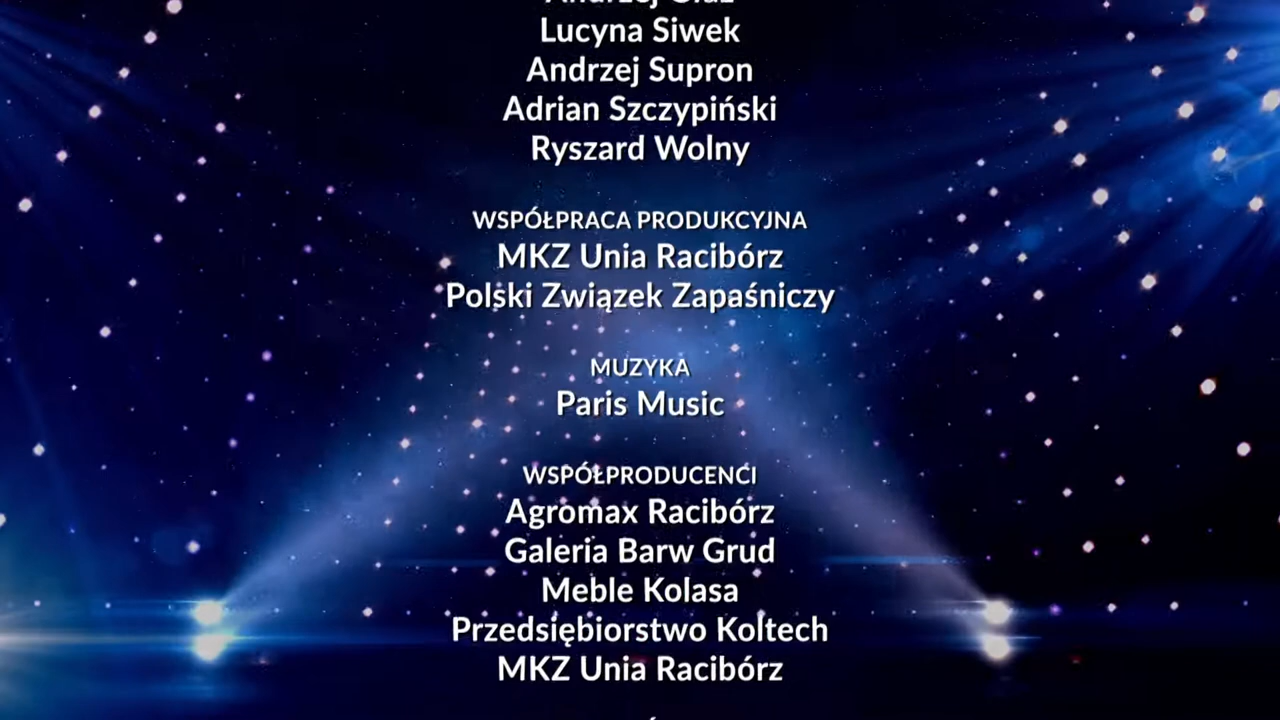 Lucyna Siwek
Andrzej Supron
Adrian Szczypiński
Ryszard Wolny
WSPÓŁPRACA PRODUKCYJNA
MKZ Unia Racibórz
Polski Związek Zapaśniczy
MUZYKA
Paris Music
WSPÓŁPRODUCENCI
Agromax Racibórz
Galeria Barw Grud
Meble Kolasa
Przedsiębiorstwo Koltech
MKZ Unia Racibórz